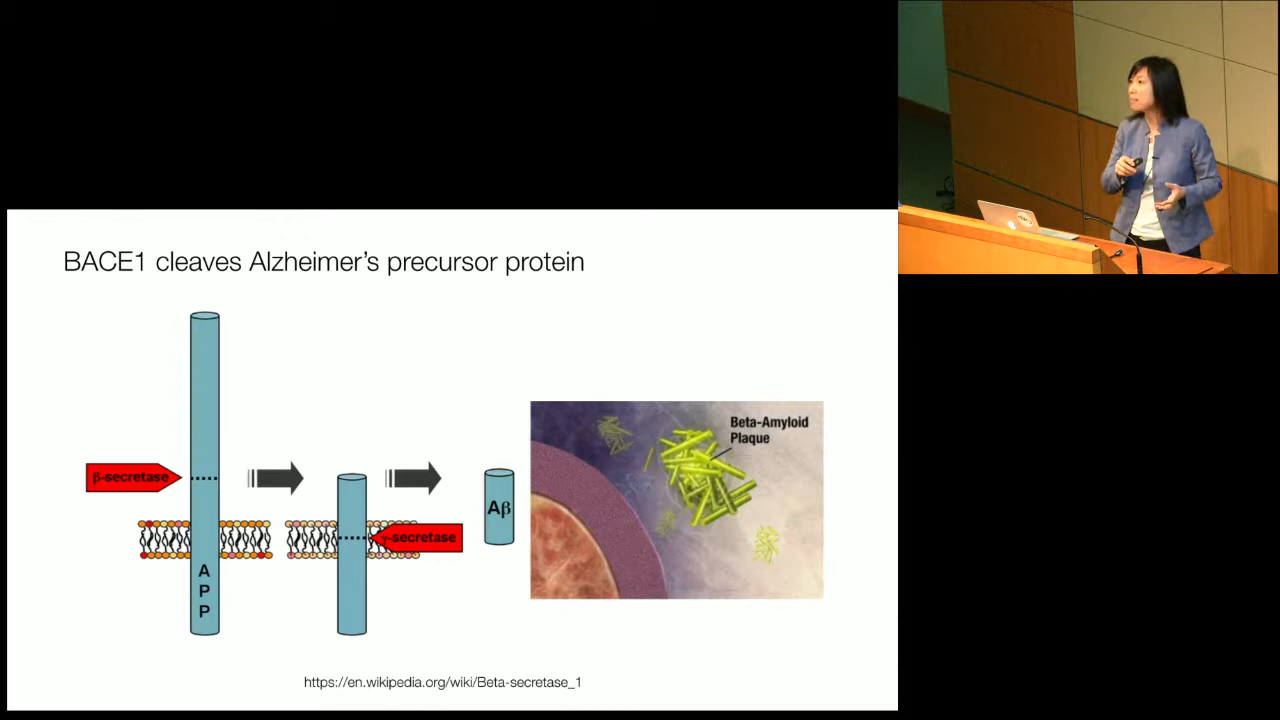 BACE1 cleaves Alzheimer's precursor protein
β-secretase
A
P
P
γ-secretase
Aβ
Beta-Amyloid
Plaque
https://en.wikipedia.org/wiki/Beta-secretase_1